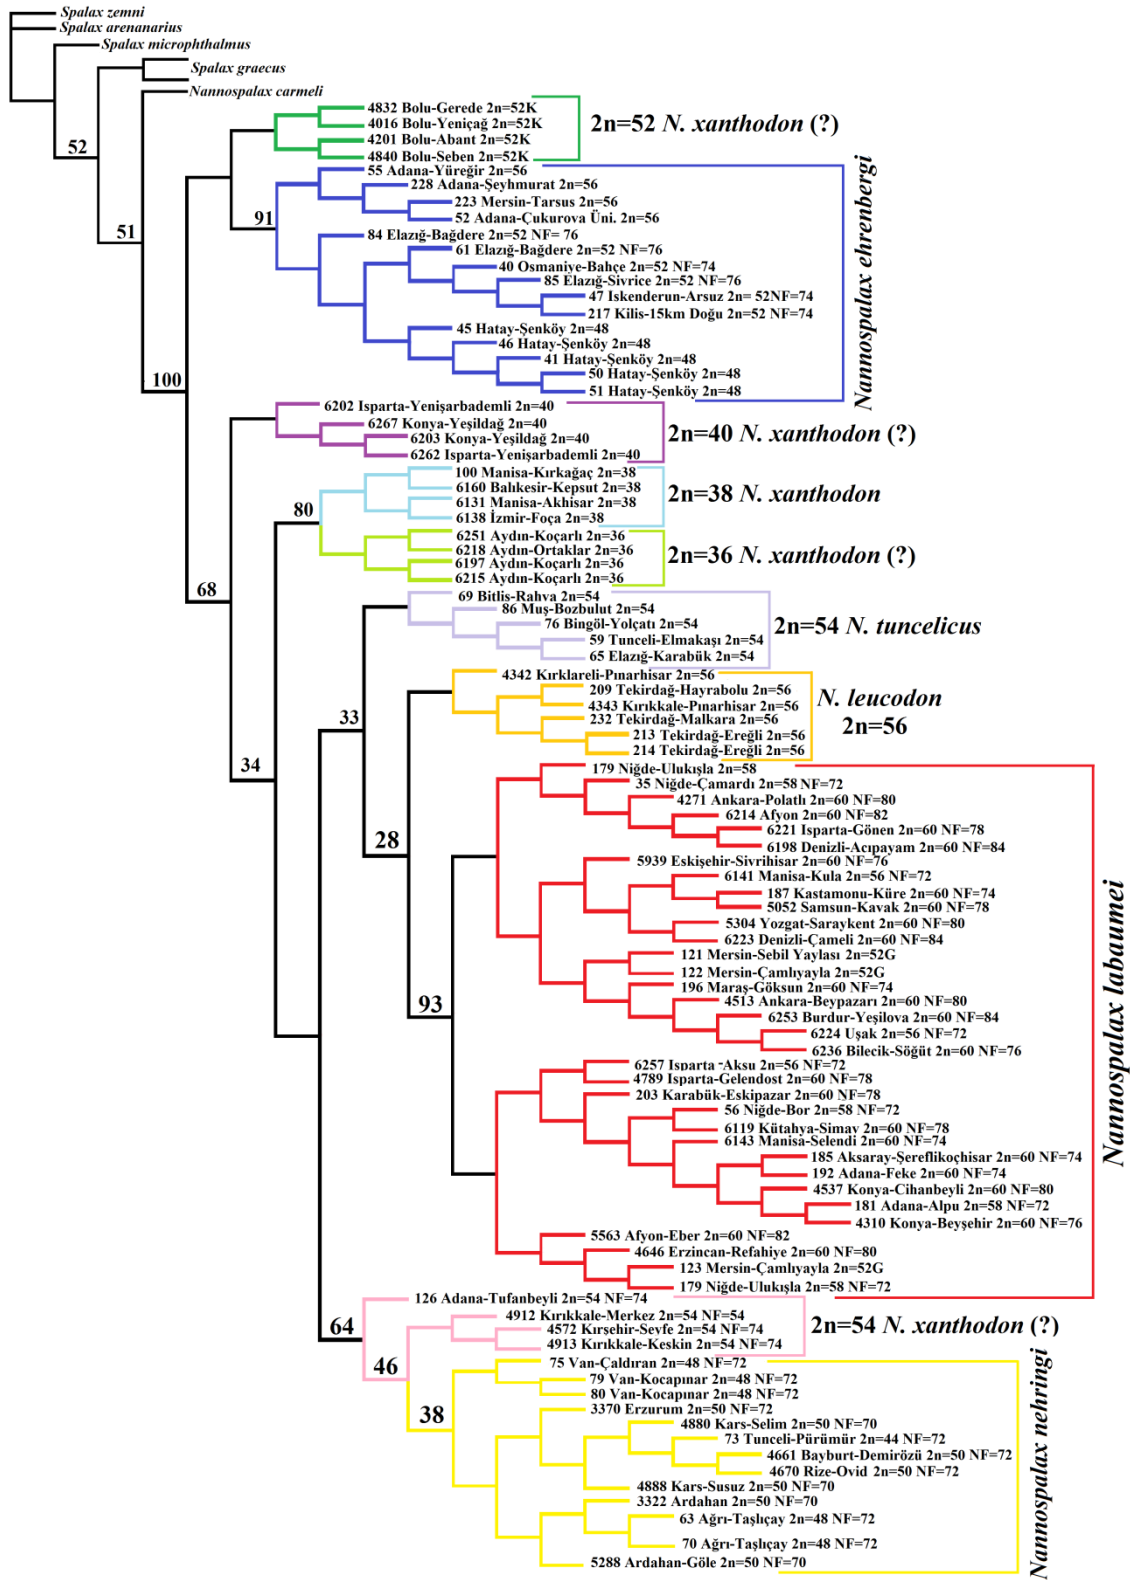 Spalax zemni
Spalax arenanarius
Spalax microphthalmus
Spalax graecus
Nannospalax carmeli
4832 Bolu-Gerede 2n=52K
4016 Bolu-Yeniçağ 2n=52K
4201 Bolu-Abant 2n=52K
4840 Bolu-Seben 2n=52K
2n=52 N. xanthodon (?)
52
51
100
91
55 Adana-Yüreğir 2n=56
228 Adana-Şeyhmurat 2n=56
223 Mersin-Tarsus 2n=56
52 Adana-Çukurova Üni. 2n=56
84 Elazığ-Bağdere 2n=52 NF= 76
61 Elazığ-Bağdere 2n=52 NF=76
40 Osmaniye-Bahçe 2n=52 NF=74
85 Elazığ-Sivrice 2n=52 NF=76
47 Iskenderun-Arsuz 2n= 52NF=74
217 Kilis-15km Doğu 2n=52 NF=74
45 Hatay-Şenköy 2n=48
46 Hatay-Şenköy 2n=48
41 Hatay-Şenköy 2n=48
50 Hatay-Şenköy 2n=48
51 Hatay-Şenköy 2n=48
Nannospalax ehrenbergi
6202 Isparta-Yenişarbademli 2n=40
6267 Konya-Yeşildağ 2n=40
6203 Konya-Yeşildağ 2n=40
6262 Isparta-Yenişarbademli 2n=40
2n=40 N. xanthodon (?)
68
80
100 Manisa-Kırkağaç 2n=38
6160 Balıkesir-Kepsut 2n=38
6131 Manisa-Akhisar 2n=38
6138 İzmir-Foça 2n=38
2n=38 N. xanthodon
6251 Aydın-Koçarlı 2n=36
6218 Aydın-Ortaklar 2n=36
6197 Aydın-Koçarlı 2n=36
6215 Aydın-Koçarlı 2n=36
2n=36 N. xanthodon (?)
34
33
69 Bitlis-Rahva 2n=54
86 Muş-Bozbulut 2n=54
76 Bingöl-Yolçatı 2n=54
59 Tunceli-Elmakaşı 2n=54
65 Elazığ-Karabük 2n=54
2n=54 N. tuncelicus
28
4342 Kırklareli-Pınarhisar 2n=56
209 Tekirdağ-Hayrabolu 2n=56
4343 Kırıkkale-Pınarhisar 2n=56
232 Tekirdağ-Malkara 2n=56
213 Tekirdağ-Ereğli 2n=56
214 Tekirdağ-Ereğli 2n=56
N. leucodon
2n=56
93
179 Niğde-Ulukışla 2n=58
35 Niğde-Çamardı 2n=58 NF=72
4271 Ankara-Polatlı 2n=60 NF=80
6214 Afyon 2n=60 NF=82
6221 Isparta-Gönen 2n=60 NF=78
6198 Denizli-Acıpayam 2n=60 NF=84
5939 Eskişehir-Sivrihisar 2n=60 NF=76
6141 Manisa-Kula 2n=56 NF=72
187 Kastamonu-Küre 2n=60 NF=74
5052 Samsun-Kavak 2n=60 NF=78
5304 Yozgat-Saraykent 2n=60 NF=80
6223 Denizli-Çameli 2n=60 NF=84
121 Mersin-Sebil Yaylası 2n=52G
122 Mersin-Çamlıyayla 2n=52G
196 Maraş-Göksun 2n=60 NF=74
4513 Ankara-Beypazarı 2n=60 NF=80
6253 Burdur-Yeşilova 2n=60 NF=84
6224 Uşak 2n=56 NF=72
6236 Bilecik-Söğüt 2n=60 NF=76
6257 Isparta -Aksu 2n=56 NF=72
4789 Isparta-Gelendost 2n=60 NF=78
203 Karabük-Eskipazar 2n=60 NF=78
56 Niğde-Bor 2n=58 NF=72
6119 Kütahya-Simav 2n=60 NF=78
6143 Manisa-Selendi 2n=60 NF=74
185 Aksaray-Şereflikoçhisar 2n=60 NF=74
192 Adana-Feke 2n=60 NF=74
4537 Konya-Cihanbeyli 2n=60 NF=80
181 Adana-Alpu 2n=58 NF=72
4310 Konya-Beyşehir 2n=60 NF=76
5563 Afyon-Eber 2n=60 NF=82
4646 Erzincan-Refahiye 2n=60 NF=80
123 Mersin-Çamlıyayla 2n=52G
179 Niğde-Ulukışla 2n=58 NF=72
Nannospalax labaumei
64
46
38
126 Adana-Tufanbeyli 2n=54 NF=74
4912 Kırıkkale-Merkez 2n=54 NF=54
4572 Kırşehir-Seyfe 2n=54 NF=74
4913 Kırıkkale-Keskin 2n=54 NF=74
2n=54 N. xanthodon (?)
75 Van-Çaldıran 2n=48 NF=72
79 Van-Kocapınar 2n=48 NF=72
80 Van-Kocapınar 2n=48 NF=72
3370 Erzurum 2n=50 NF=72
4880 Kars-Selim 2n=50 NF=70
73 Tunceli-Pürümür 2n=44 NF=72
4661 Bayburt-Demirözü 2n=50 NF=72
4670 Rize-Ovid 2n=50 NF=72
4888 Kars-Susuz 2n=50 NF=70
3322 Ardahan 2n=50 NF=70
63 Ağrı-Taşlıçay 2n=48 NF=72
70 Ağrı-Taşlıçay 2n=48 NF=72
5288 Ardahan-Göle 2n=50 NF=70
Nannospalax nehringi